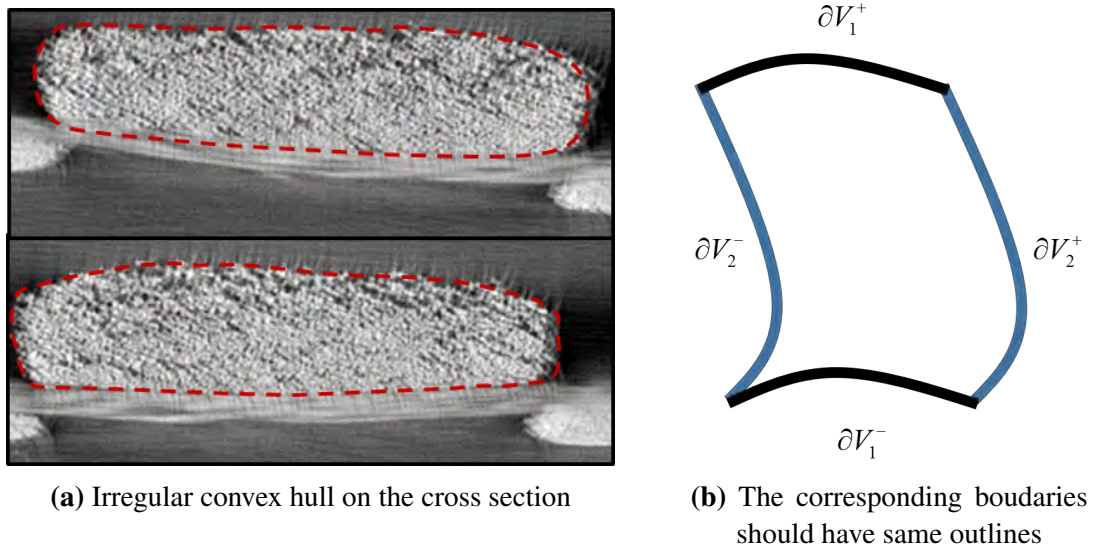 ∂V₁⁺
∂V₂⁻
∂V₂⁺
∂V₁⁻
(a) Irregular convex hull on the cross section
(b) The corresponding boudaries
should have same outlines